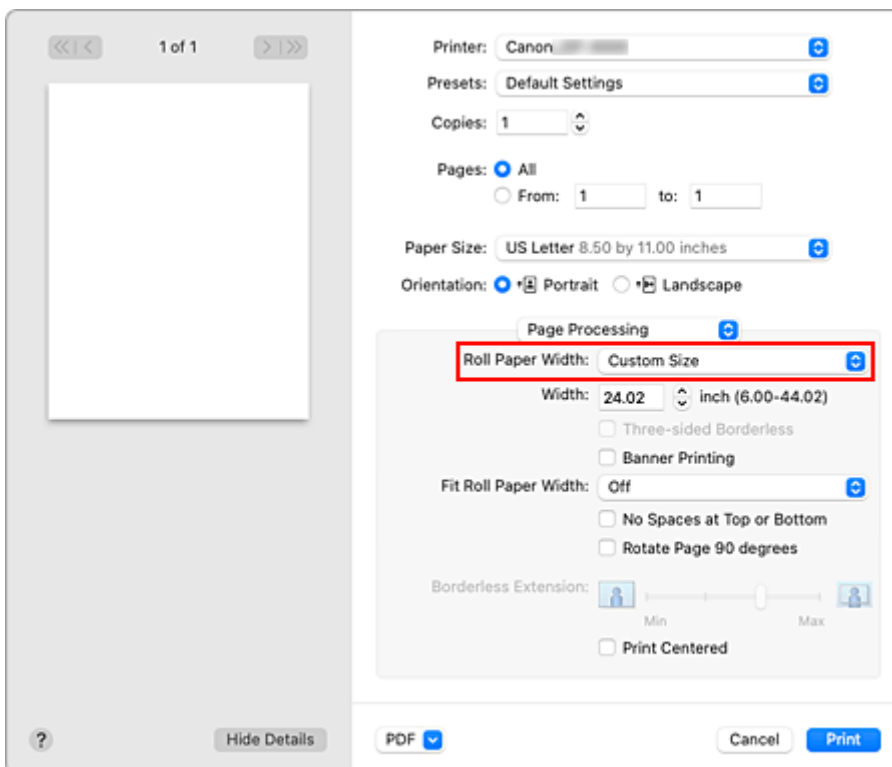 1 of 1
Printer: Canon
Presets: Default Settings
Copies: 1
Pages: All
From: 1 to: 1
Paper Size: US Letter 8.50 by 11.00 inches
Orientation: Portrait Landscape
Page Processing
Roll Paper Width: Custom Size
Width: 24.02 inch (6.00-44.02)
Three-sided Borderless
Banner Printing
Fit Roll Paper Width: Off
No Spaces at Top or Bottom
Rotate Page 90 degrees
Borderless Extension:
Min Max
Print Centered
? Hide Details PDF Cancel Print